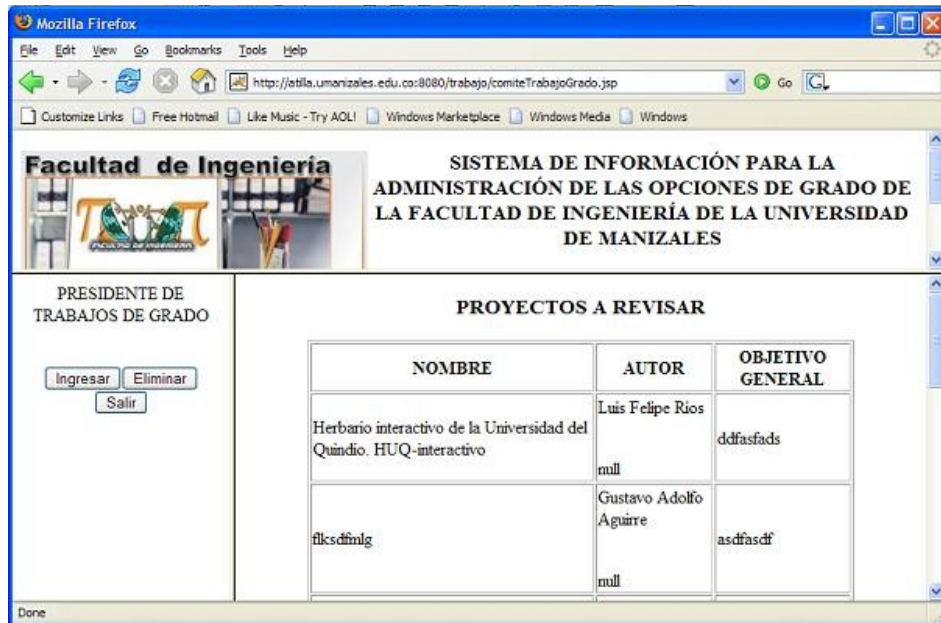 Mozilla Firefox
File Edit View Go Bookmarks Tools Help
http://atilla.umanizales.edu.co:8080/trabajo/comiteTrabajoGrado.jsp Go
Customize Links Free Hotmail Like Music - Try AOL! Windows Marketplace Windows Media Windows
Facultad de Ingeniería
SISTEMA DE INFORMACIÓN PARA LA
ADMINISTRACIÓN DE LAS OPCIONES DE GRADO DE
LA FACULTAD DE INGENIERÍA DE LA UNIVERSIDAD
DE MANIZALES
FACULTAD DE INGENIERIA
PRESIDENTE DE
TRABAJOS DE GRADO
Ingresar Eliminar
Salir
PROYECTOS A REVISAR
NOMBRE AUTOR OBJETIVO
GENERAL
Herbario interactivo de la Universidad del
Quindio. HUQ-interactivo
Luis Felipe Rios
null
ddfasfads
flksdfmlg
Gustavo Adolfo
Aguirre
null
asdfasdf
Done